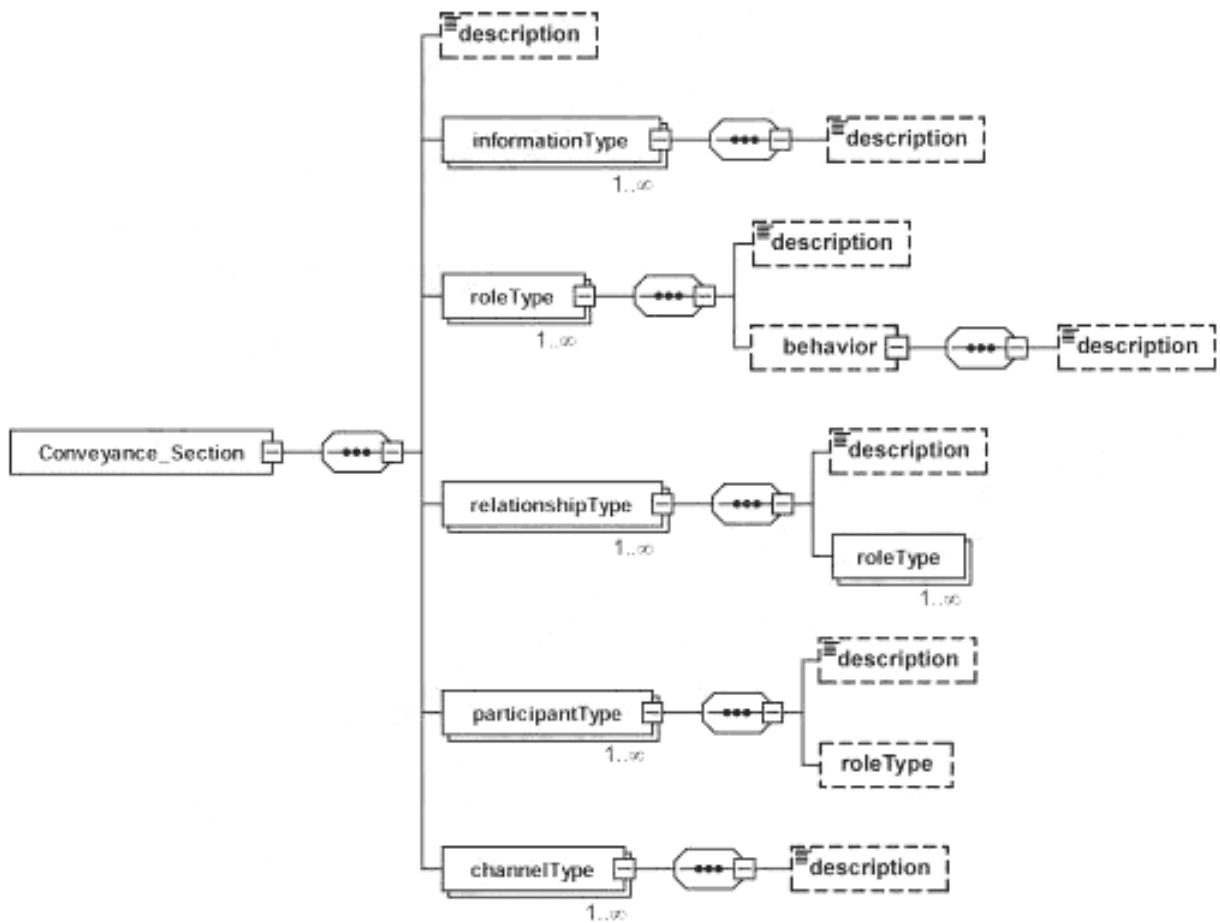 description
informationType
description
1..∞
description
roleType
1..∞
behavior
description
Conveyance_Section
description
relationshipType
1..∞
roleType
1..∞
description
participantType
1..∞
roleType
channelType
description
1..∞